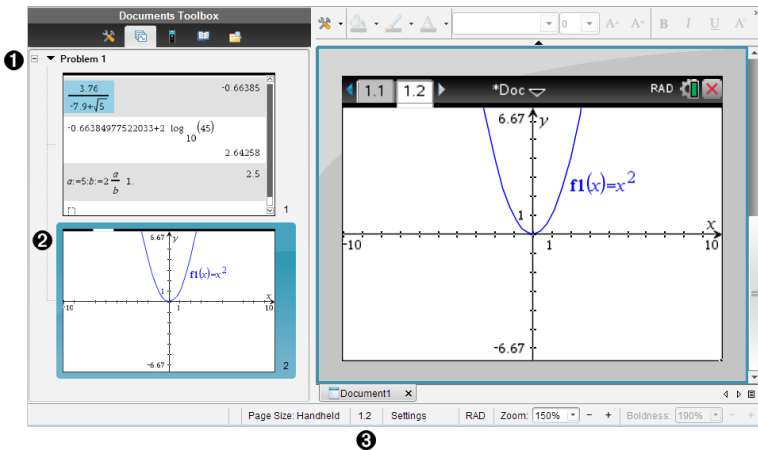 Documents Toolbox
0 A+ A- B I U A
❶ Problem 1
3.76
-7.9+√5
-0.66385
-0.66384977522033+2 log (45)
10
2.64258
a:=5:b:=2 a 1.
b
2.5
1
❷
6.67 y
f1(x)=x²
1
x
-10 1 10
-6.67
2
1.1 1.2 *Doc RAD
6.67 y
f1(x)=x²
1
x
-10 1 10
-6.67
Document1 ×
Page Size: Handheld 1.2 Settings RAD Zoom: 150% - + Boldness: 190% - +
❸